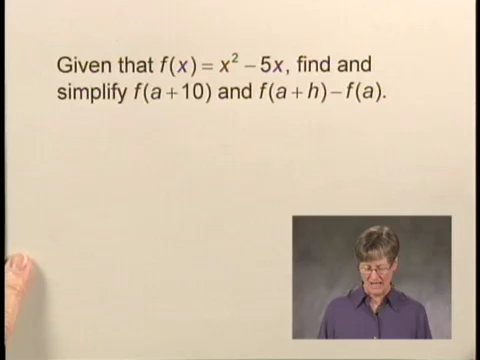 Given that f(x) = x² − 5x, find and
simplify f(a + 10) and f(a + h) − f(a).